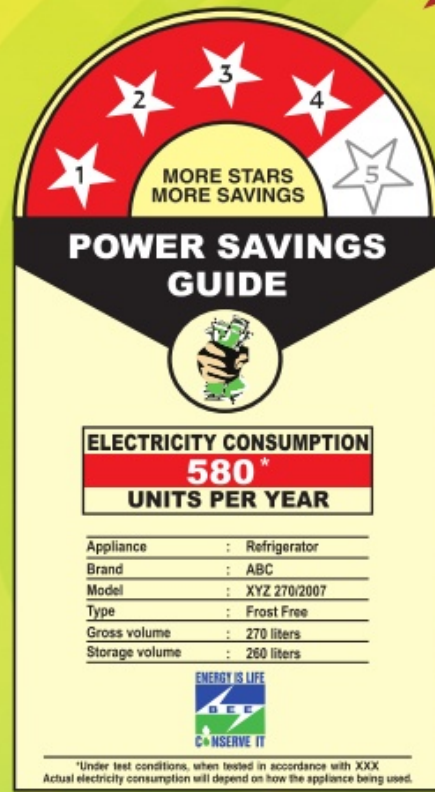 1 2 3 4 5
MORE STARS
MORE SAVINGS
POWER SAVINGS
GUIDE
ELECTRICITY CONSUMPTION
580*
UNITS PER YEAR
Appliance : Refrigerator
Brand : ABC
Model : XYZ 270/2007
Type : Frost Free
Gross volume : 270 liters
Storage volume : 260 liters
ENERGY IS LIFE
BEE
CONSERVE IT
*Under test conditions, when tested in accordance with XXX
Actual electricity consumption will depend on how the appliance being used.